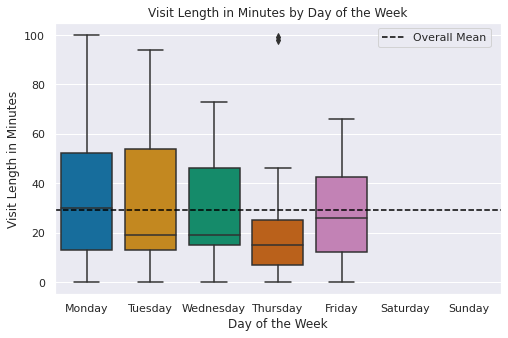 Visit Length in Minutes by Day of the Week
Overall Mean
Visit Length in Minutes
100
80
60
40
20
0
Monday Tuesday Wednesday Thursday Friday Saturday Sunday
Day of the Week